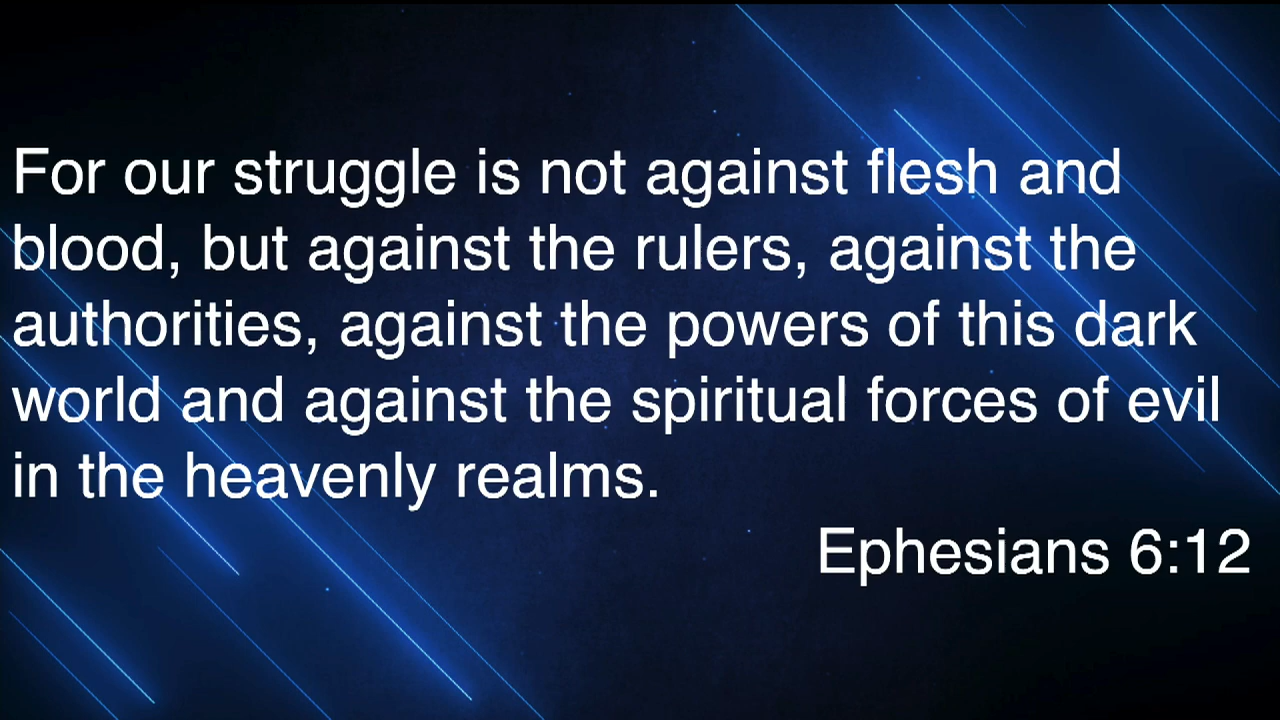 For our struggle is not against flesh and
blood, but against the rulers, against the
authorities, against the powers of this dark
world and against the spiritual forces of evil
in the heavenly realms.
Ephesians 6:12